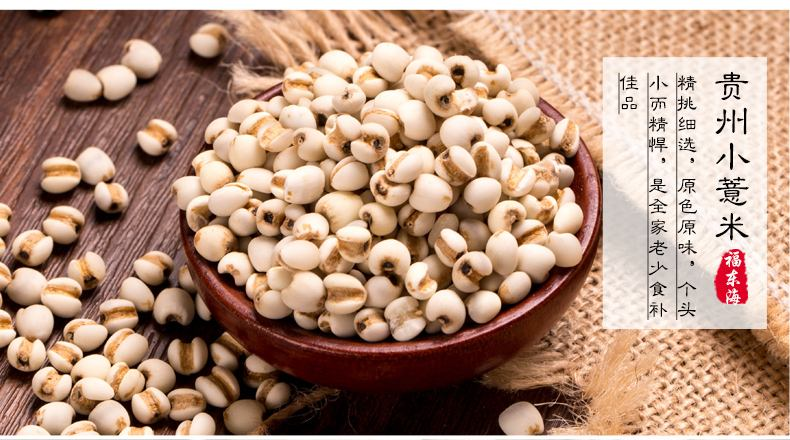 贵州小薏米
福东海
精挑细选，原色原味，个头
小而精悍，是全家老少食补
佳品